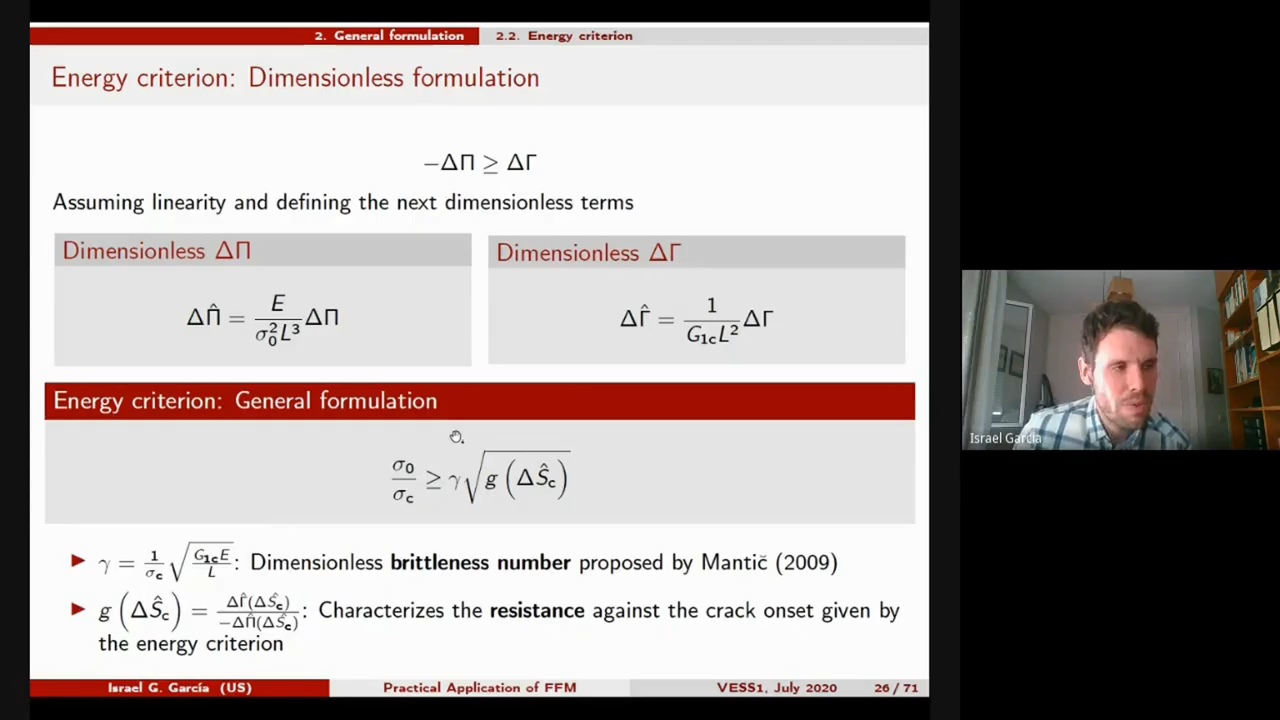 2. General formulation 2.2. Energy criterion
Energy criterion: Dimensionless formulation
−ΔΠ ≥ ΔΓ
Assuming linearity and defining the next dimensionless terms
Dimensionless ΔΠ
ΔΠ̂ = E/(σ₀²L³) ΔΠ
Dimensionless ΔΓ
ΔΓ̂ = 1/(G₁cL²) ΔΓ
Energy criterion: General formulation
σ₀/σc ≥ γ√(g(ΔŜc))
▶ γ = 1/σc √(G₁cE/L): Dimensionless brittleness number proposed by Mantič (2009)
▶ g(ΔŜc) = ΔΓ̂(ΔŜc)/(−ΔΠ̂(ΔŜc)): Characterizes the resistance against the crack onset given by
the energy criterion
Israel G. García (US) Practical Application of FFM VESS1, July 2020 26 / 71
Israel García